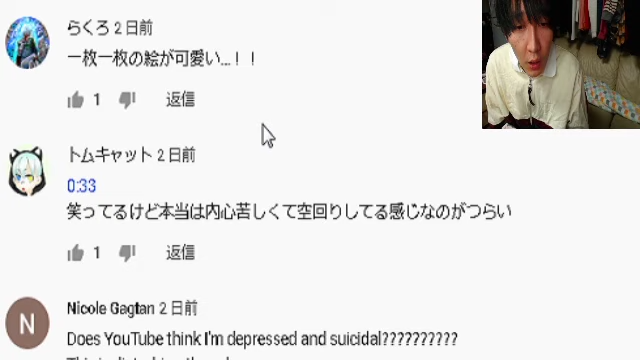 らくろ 2 日前
一枚一枚の絵が可愛い...！！
1 返信
トムキャット 2 日前
0:33
笑ってるけど本当は内心苦しくて空回りしてる感じなのがつらい
1 返信
N
Nicole Gagtan 2 日前
Does YouTube think I'm depressed and suicidal??????????